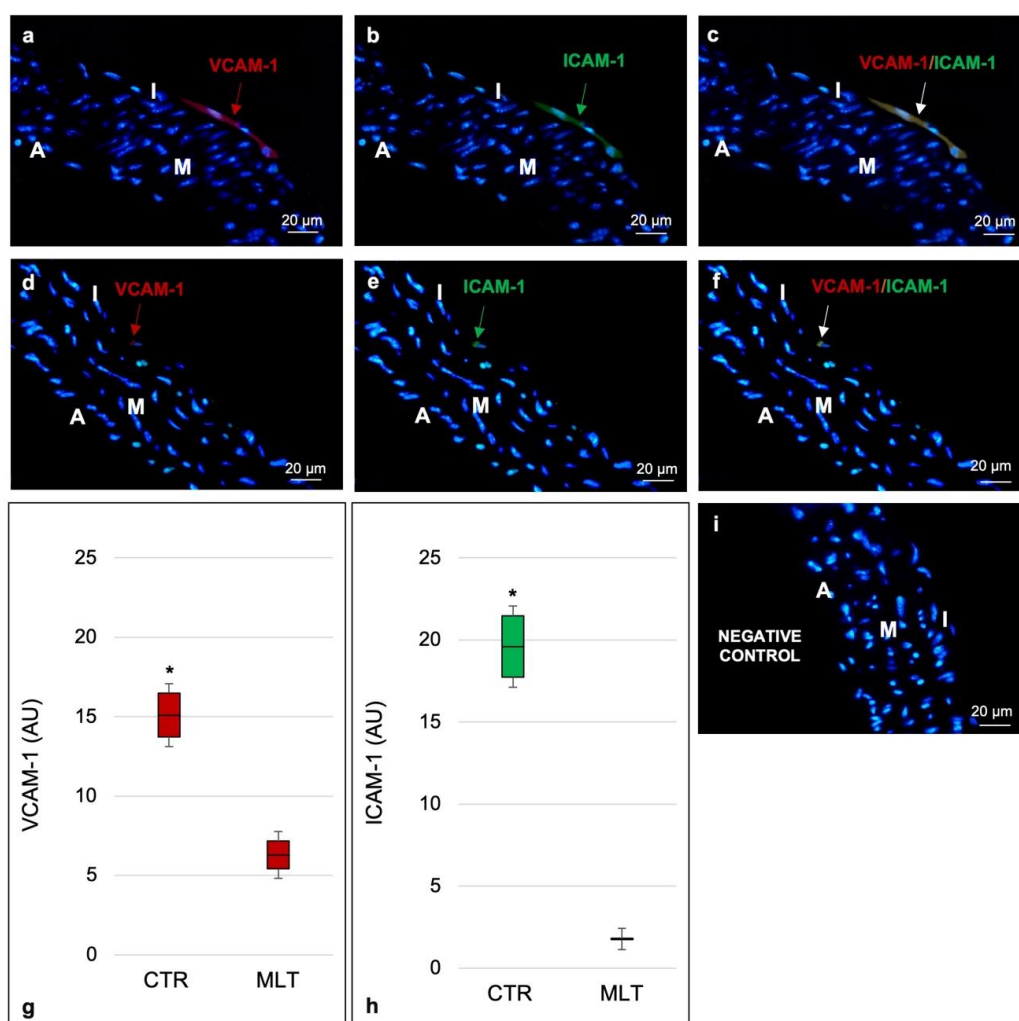 a
VCAM-1
I
A
M
20 µm
b
ICAM-1
I
A
M
20 µm
c
VCAM-1/ICAM-1
I
A
M
20 µm
d
VCAM-1
I
A
M
20 µm
e
ICAM-1
I
A
M
20 µm
f
VCAM-1/ICAM-1
I
A
M
20 µm
VCAM-1 (AU)
25
20
15
10
5
0
*
CTR MLT
g
ICAM-1 (AU)
25
20
15
10
5
0
*
CTR MLT
h
i
A
M
I
NEGATIVE
CONTROL
20 µm